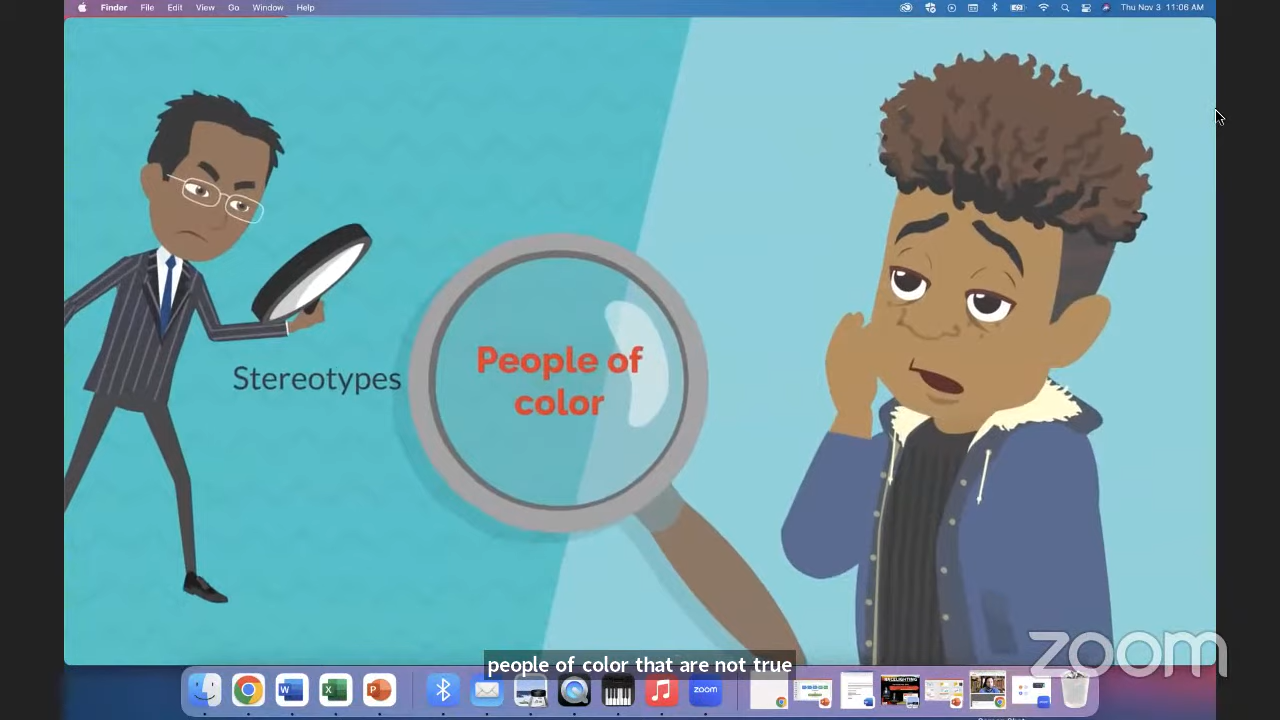 Finder File Edit View Go Window Help
Thu Nov 3 11:06 AM
Stereotypes
People of
color
people of color that are not true
zoom
W
X
P
zoom